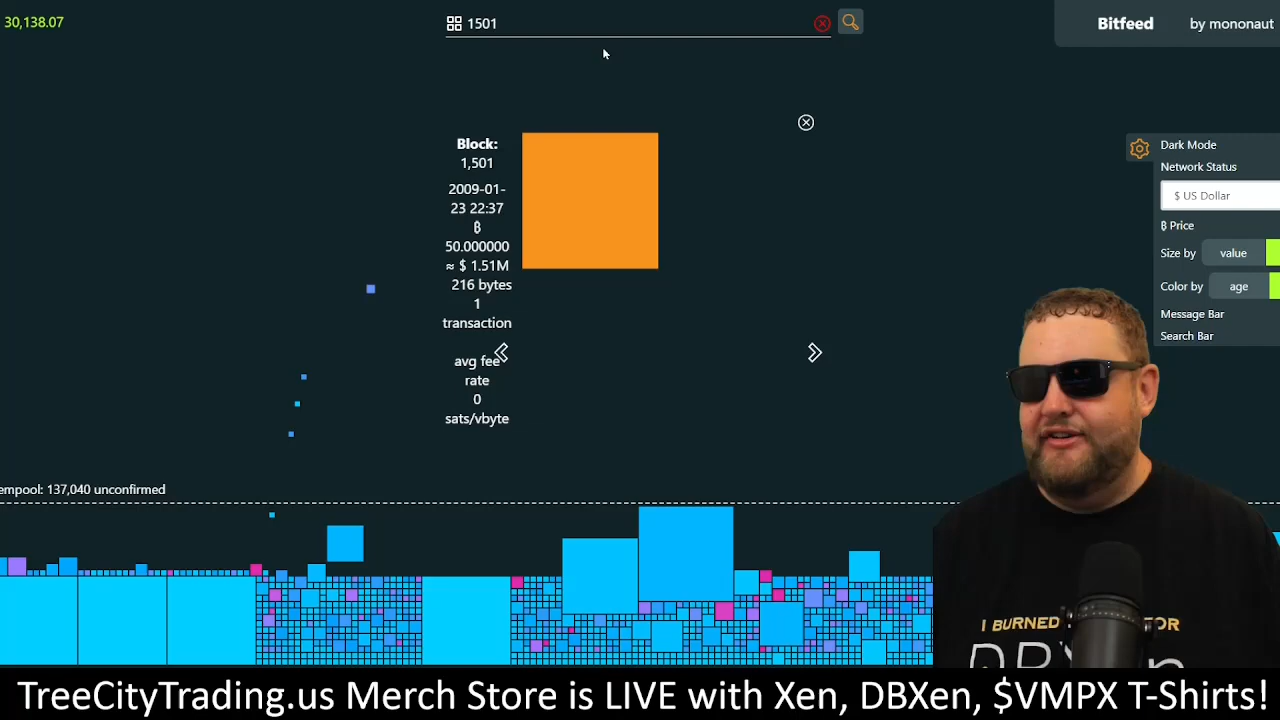 30,138.07
1501
Bitfeed
by mononaut
Block:
1,501
2009-01-
23 22:37
₿
50.000000
≈ $ 1.51M
216 bytes
1
transaction
avg fee
rate
0
sats/vbyte
Dark Mode
Network Status
$ US Dollar
₿ Price
Size by value
Color by age
Message Bar
Search Bar
empool: 137,040 unconfirmed
I BURNED
OR
TreeCityTrading.us Merch Store is LIVE with Xen, DBXen, $VMPX T-Shirts!